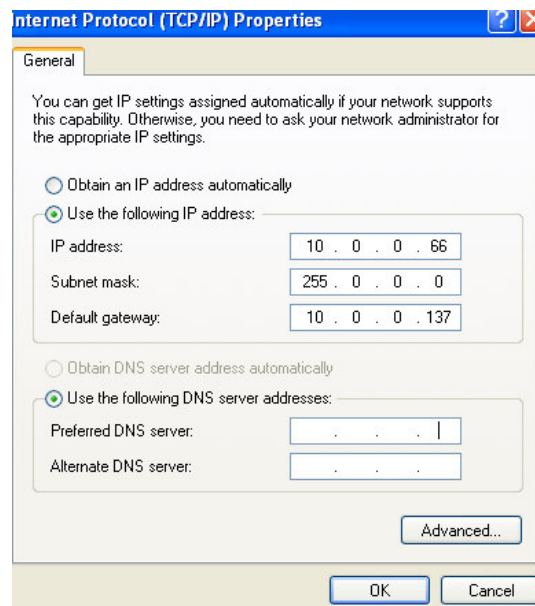 Internet Protocol (TCP/IP) Properties
General
You can get IP settings assigned automatically if your network supports
this capability. Otherwise, you need to ask your network administrator for
the appropriate IP settings.
Obtain an IP address automatically
Use the following IP address:
IP address: 10 . 0 . 0 . 66
Subnet mask: 255 . 0 . 0 . 0
Default gateway: 10 . 0 . 0 . 137
Obtain DNS server address automatically
Use the following DNS server addresses:
Preferred DNS server: . . .
Alternate DNS server: . . .
Advanced...
OK Cancel